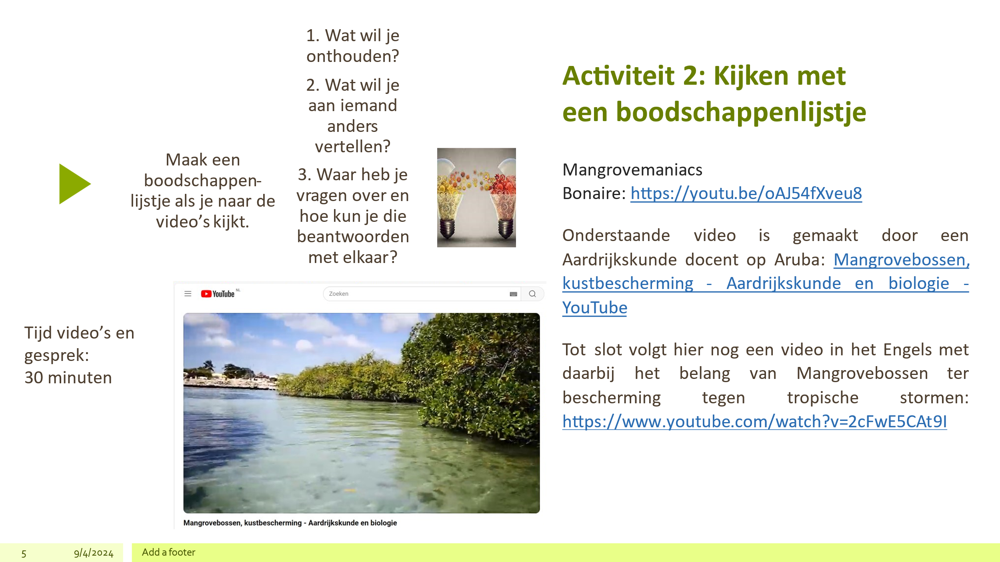 1. Wat wil je
onthouden?
2. Wat wil je
aan iemand
anders
vertellen?
3. Waar heb je
vragen over en
hoe kun je die
beantwoorden
met elkaar?
Maak een
boodschappen-
lijstje als je naar de
video’s kijkt.
Activiteit 2: Kijken met
een boodschappenlijstje
Mangrovemaniacs
Bonaire: https://youtu.be/oAJ54fXveu8
Onderstaande video is gemaakt door een
Aardrijkskunde docent op Aruba: Mangrovebossen,
kustbescherming - Aardrijkskunde en biologie -
YouTube
Tot slot volgt hier nog een video in het Engels met
daarbij het belang van Mangrovebossen ter
bescherming tegen tropische stormen:
https://www.youtube.com/watch?v=2cFwE5CAt9I
Tijd video’s en
gesprek:
30 minuten
YouTube NL
Zoeken
Mangrovebossen, kustbescherming - Aardrijkskunde en biologie
5 9/4/2024 Add a footer